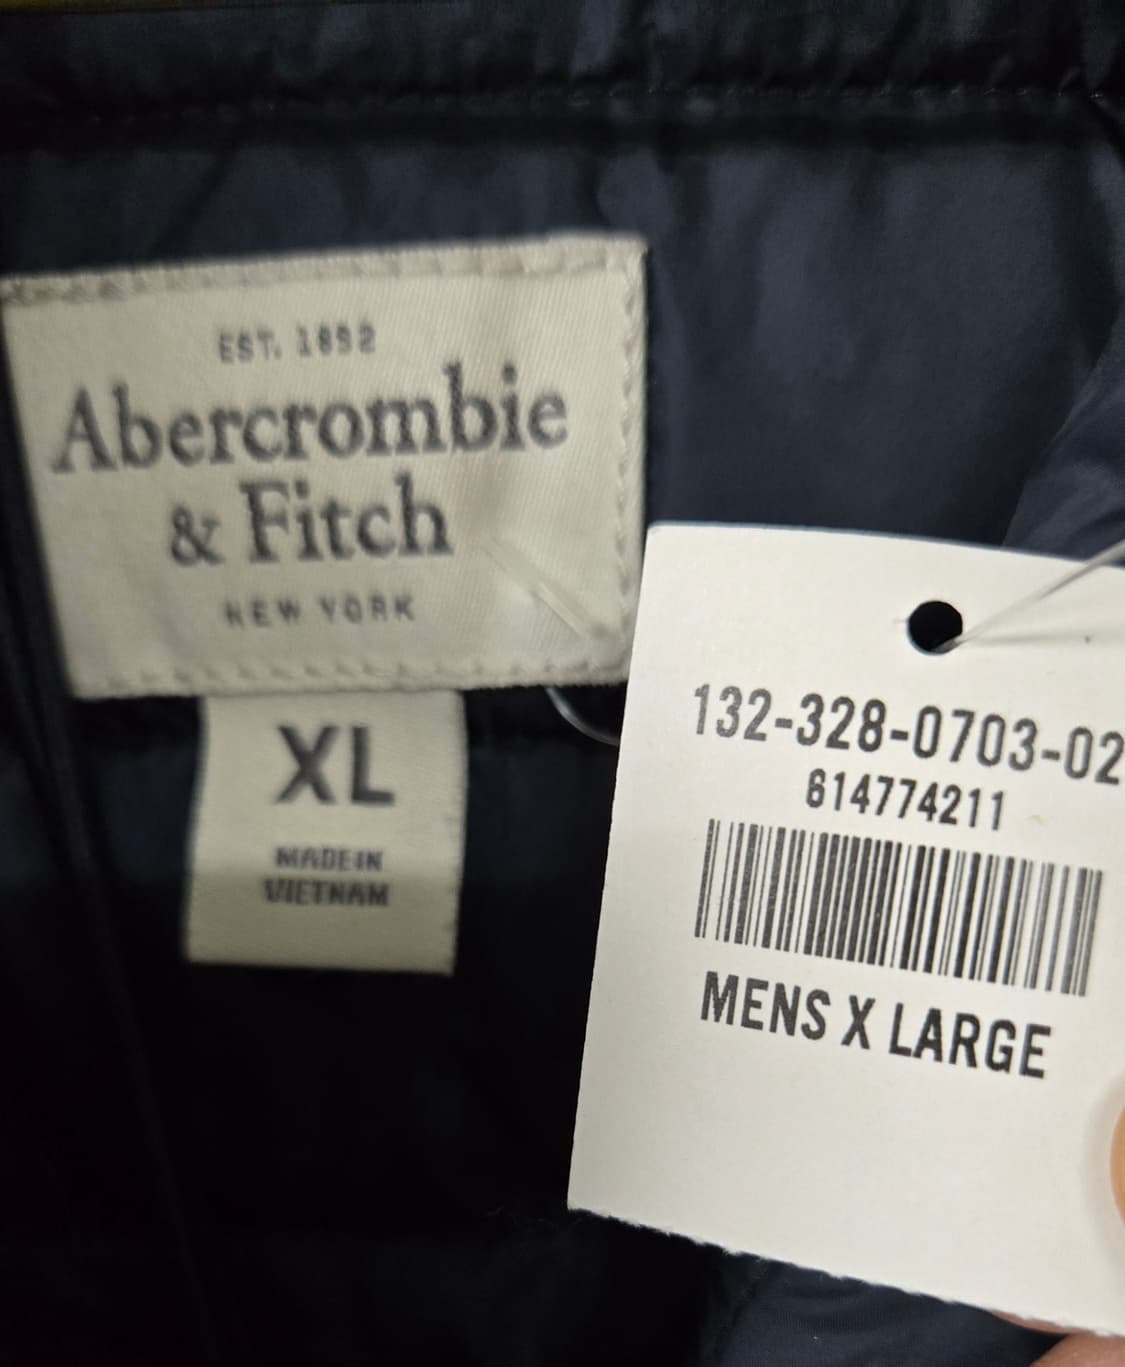 EST. 1892
Abercrombie
& Fitch
NEW YORK
XL
MADE IN
VIETNAM
132-328-0703-02
614774211
MENS X LARGE